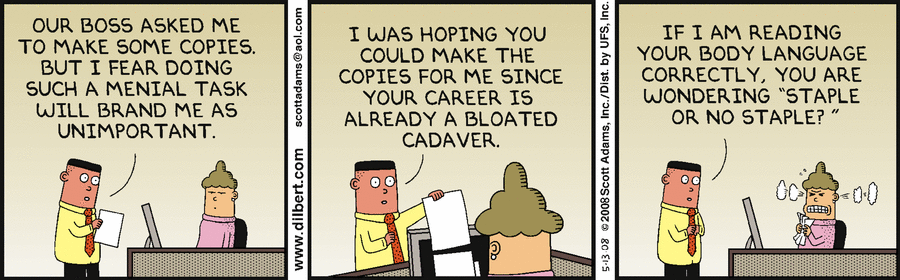 OUR BOSS ASKED ME
TO MAKE SOME COPIES.
BUT I FEAR DOING
SUCH A MENIAL TASK
WILL BRAND ME AS
UNIMPORTANT.
www.dilbert.com
scottadams@aol.com
I WAS HOPING YOU
COULD MAKE THE
COPIES FOR ME SINCE
YOUR CAREER IS
ALREADY A BLOATED
CADAVER.
5-13-08 ©2008 Scott Adams, Inc./Dist. by UFS, Inc.
IF I AM READING
YOUR BODY LANGUAGE
CORRECTLY, YOU ARE
WONDERING "STAPLE
OR NO STAPLE?"